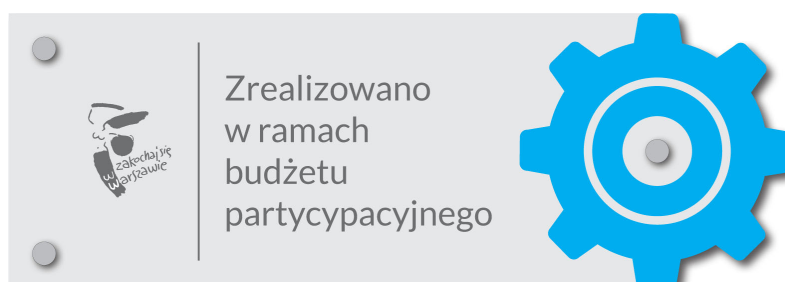 zakochaj się
w
Warszawie
Zrealizowano
w ramach
budżetu
partycypacyjnego